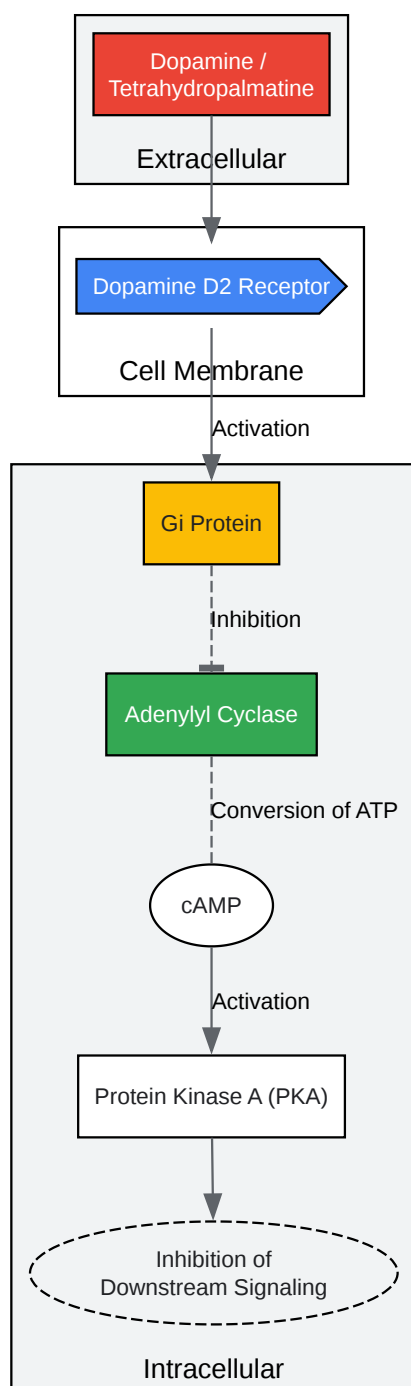 Dopamine /
Tetrahydropalmatine
Extracellular
Dopamine D2 Receptor
Cell Membrane
Activation
Gi Protein
Inhibition
Adenylyl Cyclase
Conversion of ATP
cAMP
Activation
Protein Kinase A (PKA)
Inhibition of
Downstream Signaling
Intracellular